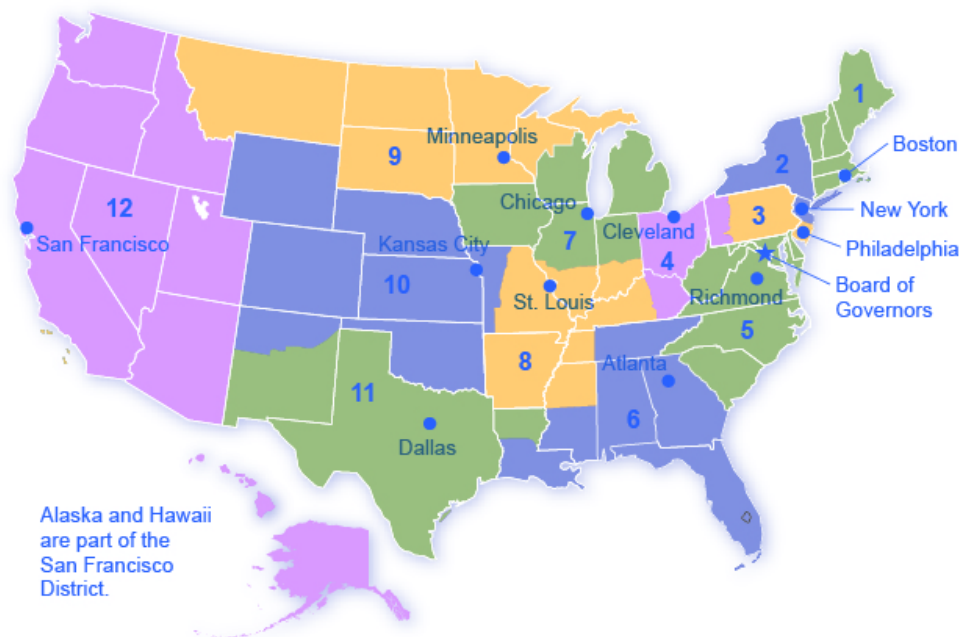 1
Boston
2
Minneapolis
9
New York
Chicago
12
3
Cleveland
San Francisco
7
Philadelphia
Kansas City
4
10
Board of
Governors
St. Louis
Richmond
5
8
Atlanta
11
6
Dallas
Alaska and Hawaii
are part of the
San Francisco
District.